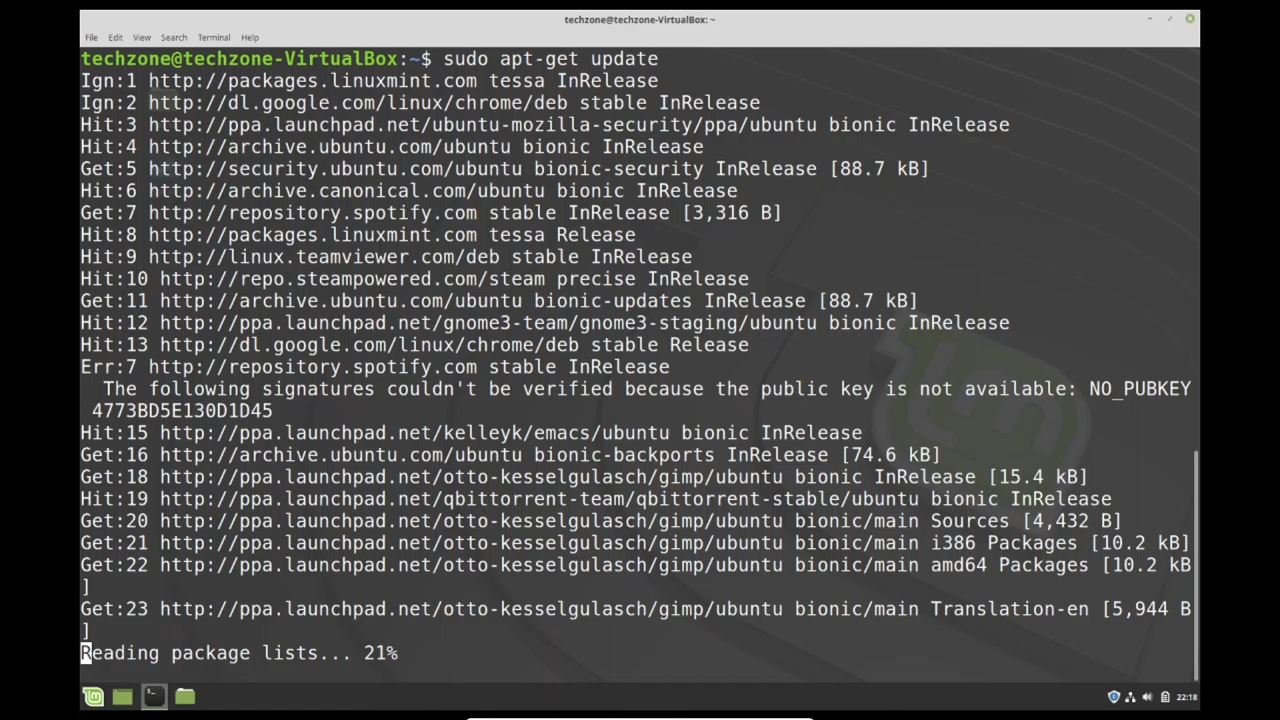 techzone@techzone-VirtualBox: ~
File Edit View Search Terminal Help
techzone@techzone-VirtualBox:~$ sudo apt-get update
Ign:1 http://packages.linuxmint.com tessa InRelease
Ign:2 http://dl.google.com/linux/chrome/deb stable InRelease
Hit:3 http://ppa.launchpad.net/ubuntu-mozilla-security/ppa/ubuntu bionic InRelease
Hit:4 http://archive.ubuntu.com/ubuntu bionic InRelease
Get:5 http://security.ubuntu.com/ubuntu bionic-security InRelease [88.7 kB]
Hit:6 http://archive.canonical.com/ubuntu bionic InRelease
Get:7 http://repository.spotify.com stable InRelease [3,316 B]
Hit:8 http://packages.linuxmint.com tessa Release
Hit:9 http://linux.teamviewer.com/deb stable InRelease
Hit:10 http://repo.steampowered.com/steam precise InRelease
Get:11 http://archive.ubuntu.com/ubuntu bionic-updates InRelease [88.7 kB]
Hit:12 http://ppa.launchpad.net/gnome3-team/gnome3-staging/ubuntu bionic InRelease
Hit:13 http://dl.google.com/linux/chrome/deb stable Release
Err:7 http://repository.spotify.com stable InRelease
The following signatures couldn't be verified because the public key is not available: NO_PUBKEY
4773BD5E130D1D45
Hit:15 http://ppa.launchpad.net/kelleyk/emacs/ubuntu bionic InRelease
Get:16 http://archive.ubuntu.com/ubuntu bionic-backports InRelease [74.6 kB]
Get:18 http://ppa.launchpad.net/otto-kesselgulasch/gimp/ubuntu bionic InRelease [15.4 kB]
Hit:19 http://ppa.launchpad.net/qbittorrent-team/qbittorrent-stable/ubuntu bionic InRelease
Get:20 http://ppa.launchpad.net/otto-kesselgulasch/gimp/ubuntu bionic/main Sources [4,432 B]
Get:21 http://ppa.launchpad.net/otto-kesselgulasch/gimp/ubuntu bionic/main i386 Packages [10.2 kB]
Get:22 http://ppa.launchpad.net/otto-kesselgulasch/gimp/ubuntu bionic/main amd64 Packages [10.2 kB
]
Get:23 http://ppa.launchpad.net/otto-kesselgulasch/gimp/ubuntu bionic/main Translation-en [5,944 B
]
Reading package lists... 21%
22:18